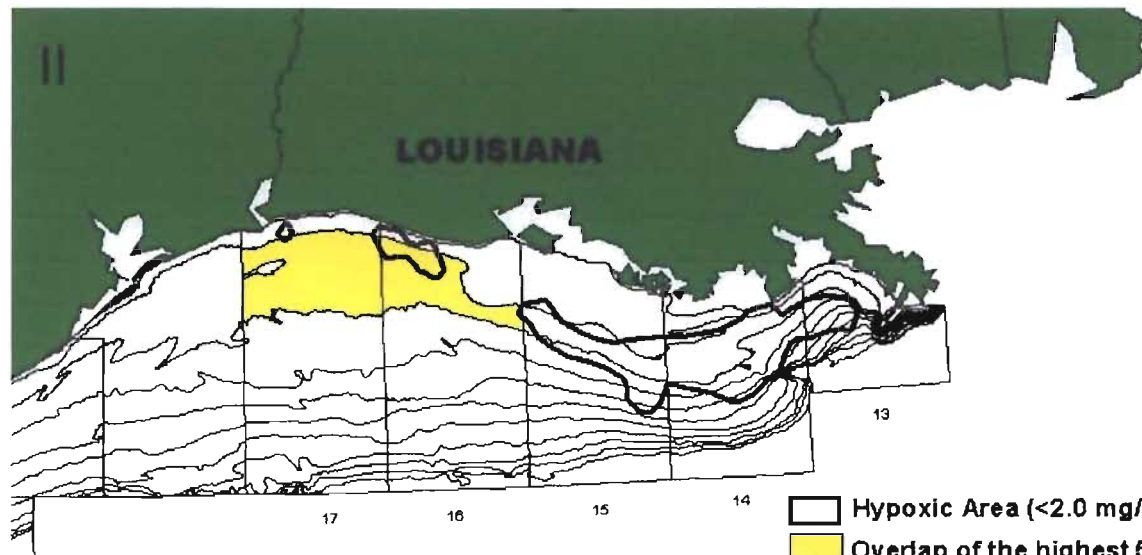 II
LOUISIANA
13
17 16 15 14
Hypoxic Area (<2.0 mg/
Overlap of the highest